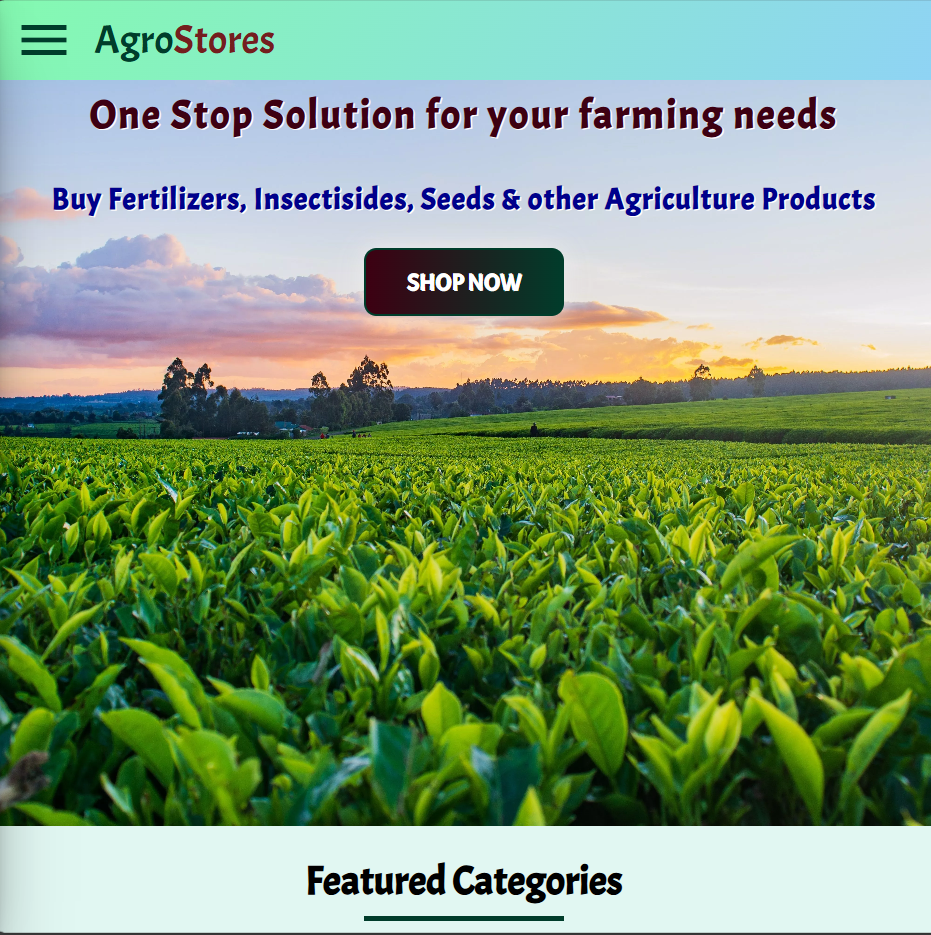 AgroStores
One Stop Solution for your farming needs
Buy Fertilizers, Insectisides, Seeds & other Agriculture Products
SHOP NOW
Featured Categories